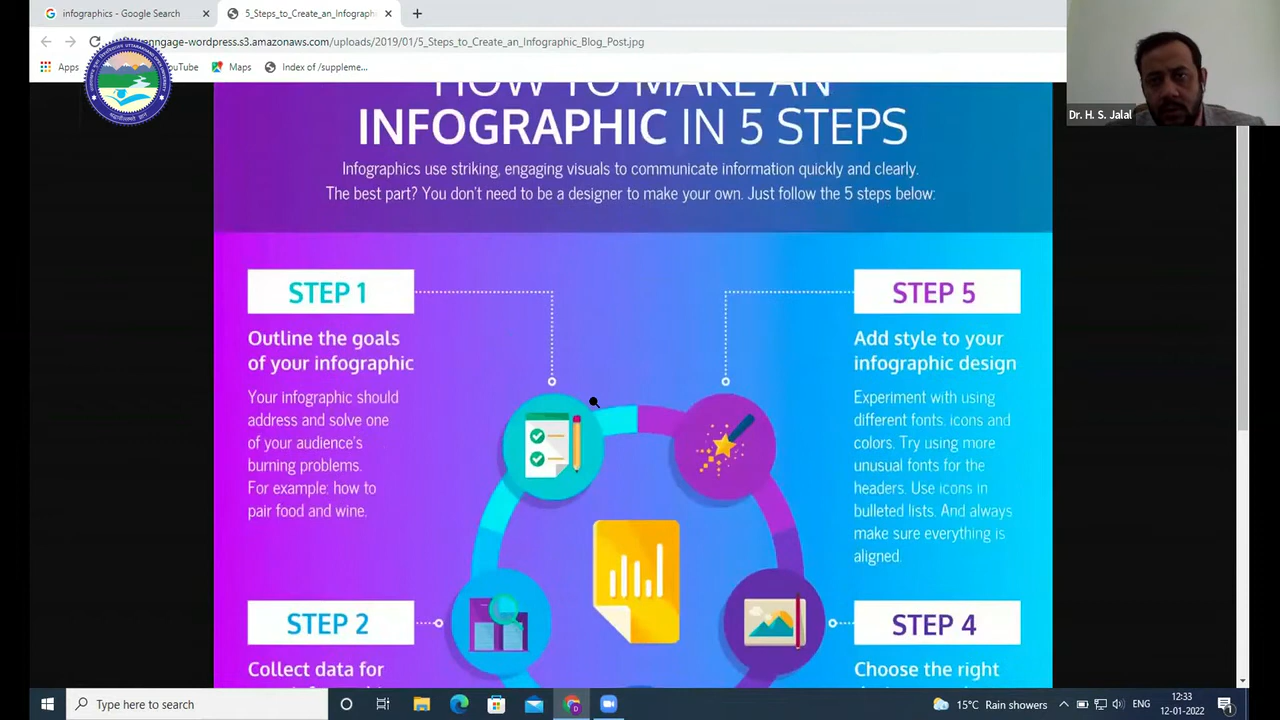 infographics - Google Search
5_Steps_to_Create_an_Infograph
nngage-wordpress.s3.amazonaws.com/uploads/2019/01/5_Steps_to_Create_an_Infographic_Blog_Post.jpg
Apps
YouTube
Maps
Index of /suppleme...
Dr. H. S. Jalal
HOW TO MAKE AN
INFOGRAPHIC IN 5 STEPS
Infographics use striking, engaging visuals to communicate information quickly and clearly.
The best part? You don't need to be a designer to make your own. Just follow the 5 steps below:
STEP 1
Outline the goals
of your infographic
Your infographic should
address and solve one
of your audience's
burning problems.
For example: how to
pair food and wine.
STEP 5
Add style to your
infographic design
Experiment with using
different fonts, icons and
colors. Try using more
unusual fonts for the
headers. Use icons in
bulleted lists. And always
make sure everything is
aligned.
STEP 2
Collect data for
STEP 4
Choose the right
Type here to search
15°C Rain showers
ENG
12:33
12-01-2022
1